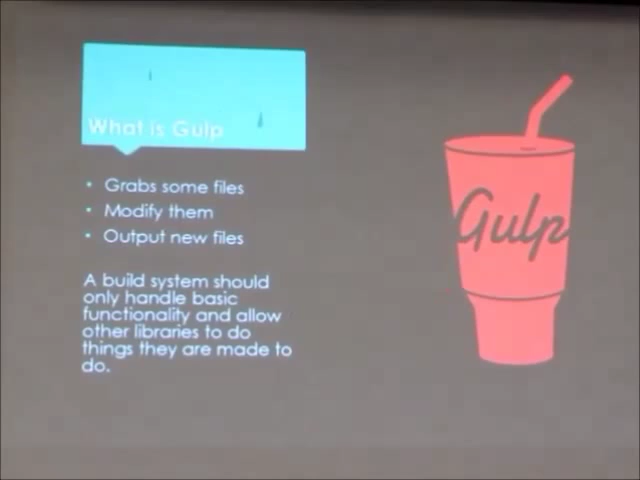 What is Gulp
• Grabs some files
• Modify them
• Output new files
A build system should
only handle basic
functionality and allow
other libraries to do
things they are made to
do.
Gulp